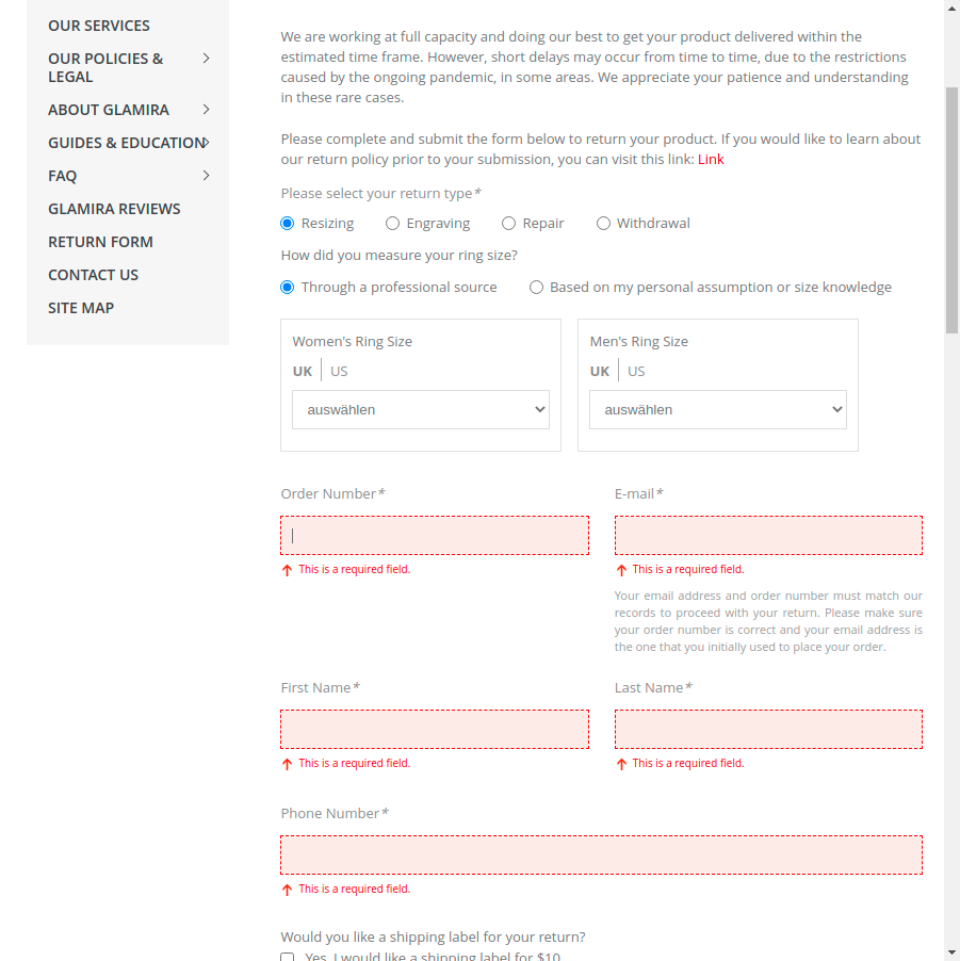 OUR SERVICES
OUR POLICIES &
LEGAL
ABOUT GLAMIRA
GUIDES & EDUCATION
FAQ
GLAMIRA REVIEWS
RETURN FORM
CONTACT US
SITE MAP
We are working at full capacity and doing our best to get your product delivered within the
estimated time frame. However, short delays may occur from time to time, due to the restrictions
caused by the ongoing pandemic, in some areas. We appreciate your patience and understanding
in these rare cases.
Please complete and submit the form below to return your product. If you would like to learn about
our return policy prior to your submission, you can visit this link: Link
Please select your return type*
Resizing Engraving Repair Withdrawal
How did you measure your ring size?
Through a professional source Based on my personal assumption or size knowledge
Women's Ring Size
UK US
auswählen
Men's Ring Size
UK US
auswählen
Order Number*
This is a required field.
E-mail*
This is a required field.
Your email address and order number must match our
records to proceed with your return. Please make sure
your order number is correct and your email address is
the one that you initially used to place your order.
First Name*
This is a required field.
Last Name*
This is a required field.
Phone Number*
This is a required field.
Would you like a shipping label for your return?
Yes, I would like a shipping label for $10